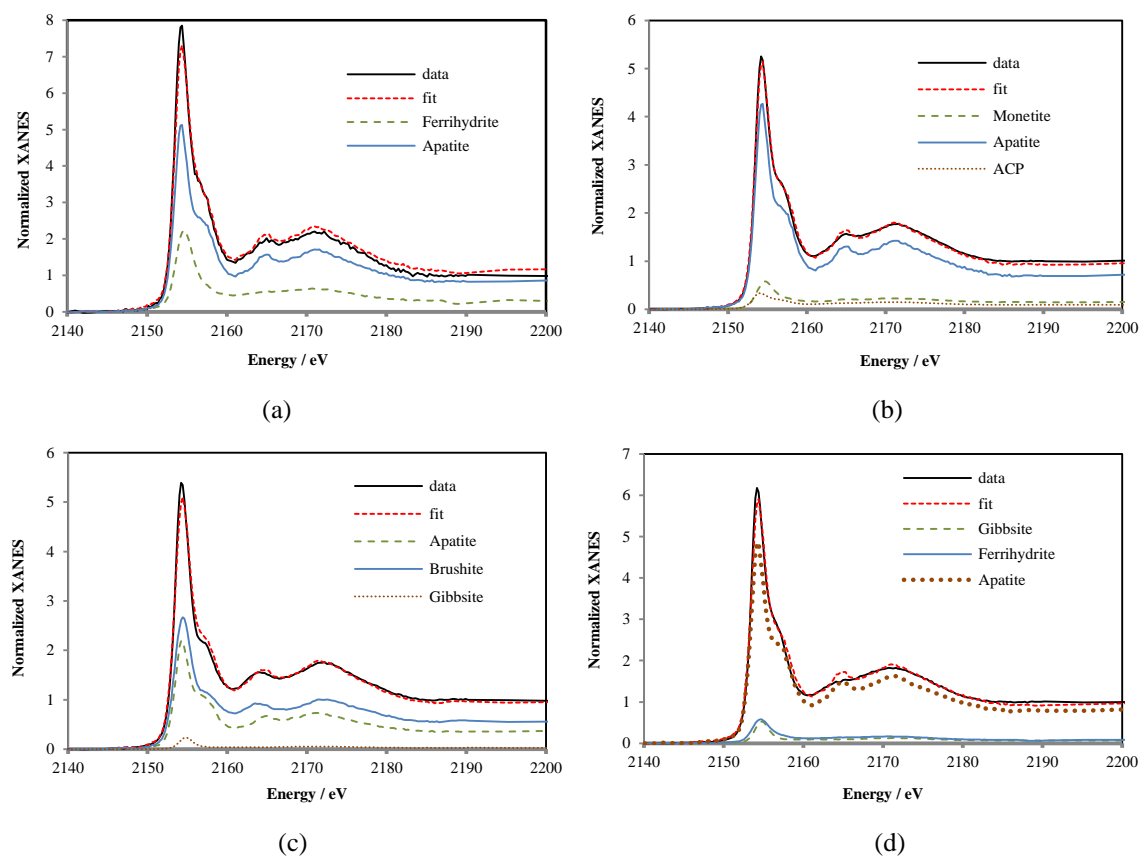 8
7
6
5
4
3
2
1
0
Normalized XANES
data
fit
Ferrihydrite
Apatite
2140 2150 2160 2170 2180 2190 2200
Energy / eV
(a)
6
5
4
3
2
1
0
Normalized XANES
data
fit
Monetite
Apatite
ACP
2140 2150 2160 2170 2180 2190 2200
Energy / eV
(b)
6
5
4
3
2
1
0
Normalized XANES
data
fit
Apatite
Brushite
Gibbsite
2140 2150 2160 2170 2180 2190 2200
Energy / eV
(c)
7
6
5
4
3
2
1
0
Normalized XANES
data
fit
Gibbsite
Ferrihydrite
Apatite
2140 2150 2160 2170 2180 2190 2200
Energy / eV
(d)